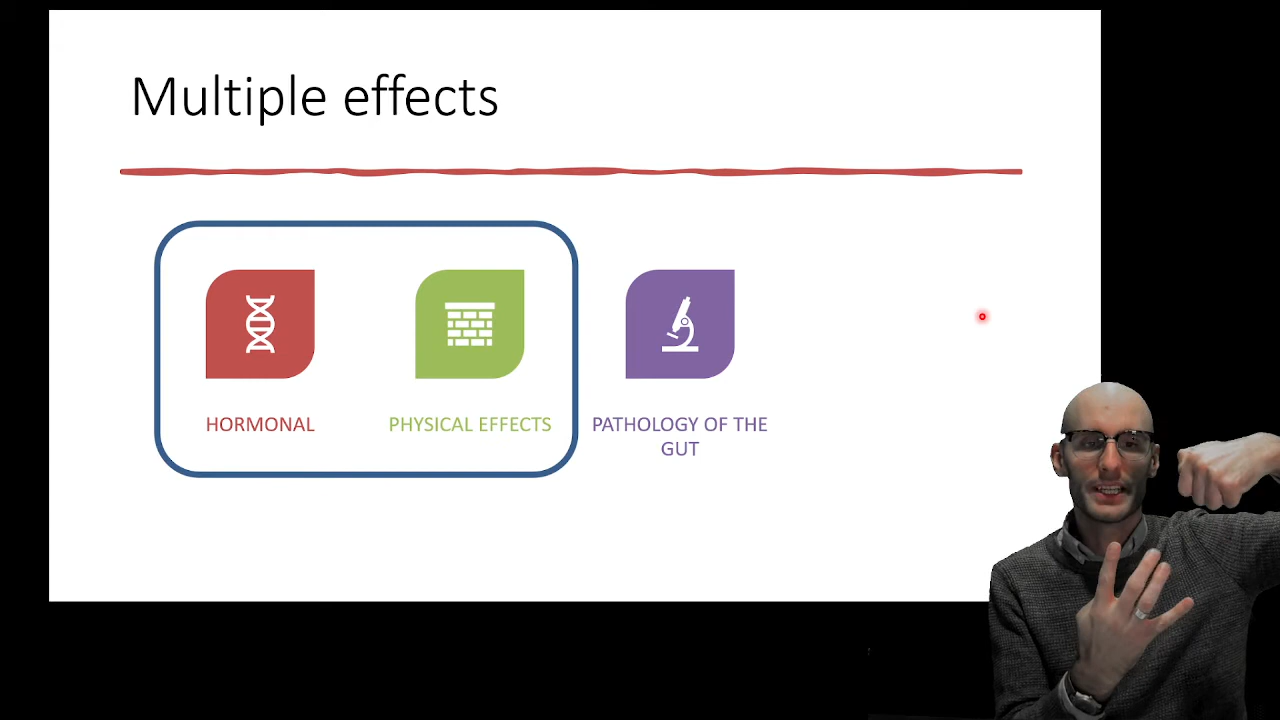 Multiple effects
HORMONAL
PHYSICAL EFFECTS
PATHOLOGY OF THE
GUT